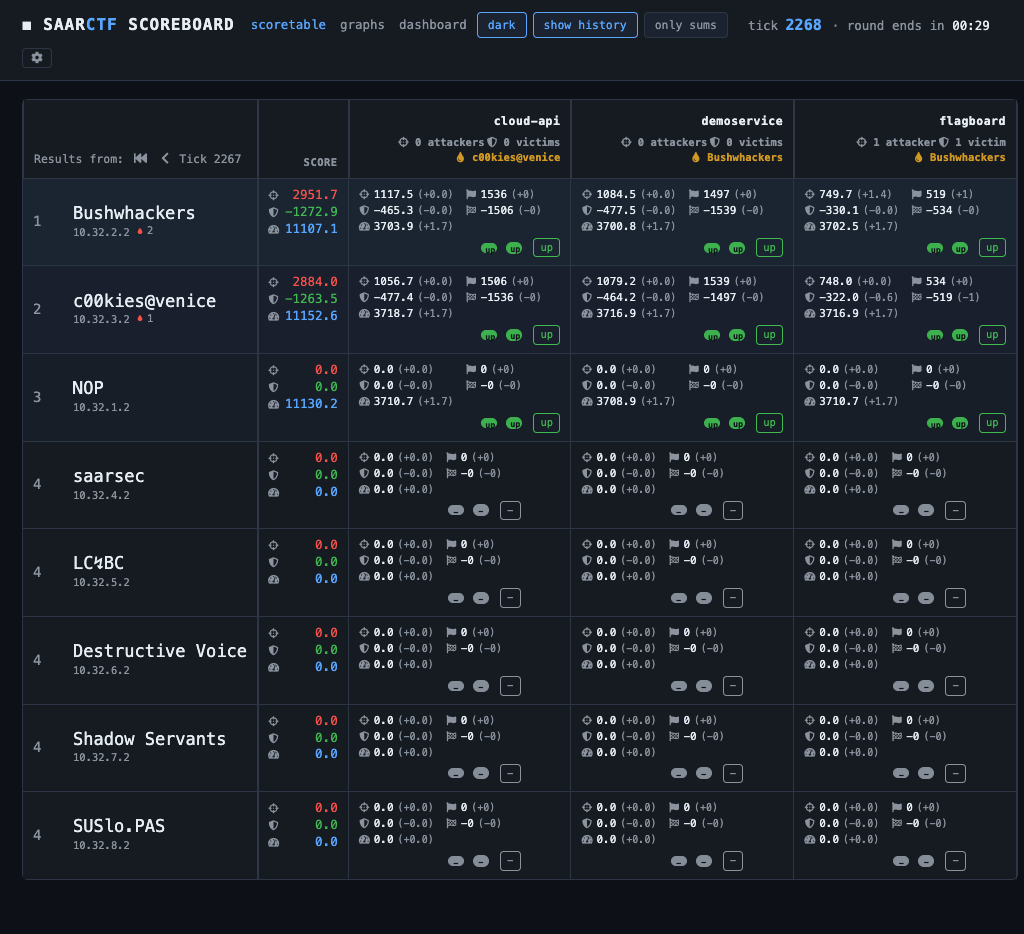 SAARCTF SCOREBOARD scoretable graphs dashboard dark show history only sums tick 2268 · round ends in 00:29
Results from: Tick 2267 SCORE
cloud-api
0 attackers 0 victims
c00kies@venice
demoservice
0 attackers 0 victims
Bushwhackers
flagboard
1 attacker 1 victim
Bushwhackers
1
Bushwhackers
10.32.2.2 2
2951.7
-1272.9
11107.1
1117.5 (+0.0) 1536 (+0)
-465.3 (-0.0) -1506 (-0)
3703.9 (+1.7)
up up up
1084.5 (+0.0) 1497 (+0)
-477.5 (-0.0) -1539 (-0)
3700.8 (+1.7)
up up up
749.7 (+1.4) 519 (+1)
-330.1 (-0.0) -534 (-0)
3702.5 (+1.7)
up up up
2
c00kies@venice
10.32.3.2 1
2884.0
-1263.5
11152.6
1056.7 (+0.0) 1506 (+0)
-477.4 (-0.0) -1536 (-0)
3718.7 (+1.7)
up up up
1079.2 (+0.0) 1539 (+0)
-464.2 (-0.0) -1497 (-0)
3716.9 (+1.7)
up up up
748.0 (+0.0) 534 (+0)
-322.0 (-0.6) -519 (-1)
3716.9 (+1.7)
up up up
3
NOP
10.32.1.2
0.0
0.0
11130.2
0.0 (+0.0) 0 (+0)
0.0 (-0.0) -0 (-0)
3710.7 (+1.7)
up up up
0.0 (+0.0) 0 (+0)
0.0 (-0.0) -0 (-0)
3708.9 (+1.7)
up up up
0.0 (+0.0) 0 (+0)
0.0 (-0.0) -0 (-0)
3710.7 (+1.7)
up up up
4
saarsec
10.32.4.2
0.0
0.0
0.0
0.0 (+0.0) 0 (+0)
0.0 (-0.0) -0 (-0)
0.0 (+0.0)
– – –
0.0 (+0.0) 0 (+0)
0.0 (-0.0) -0 (-0)
0.0 (+0.0)
– – –
0.0 (+0.0) 0 (+0)
0.0 (-0.0) -0 (-0)
0.0 (+0.0)
– – –
4
LC↯BC
10.32.5.2
0.0
0.0
0.0
0.0 (+0.0) 0 (+0)
0.0 (-0.0) -0 (-0)
0.0 (+0.0)
– – –
0.0 (+0.0) 0 (+0)
0.0 (-0.0) -0 (-0)
0.0 (+0.0)
– – –
0.0 (+0.0) 0 (+0)
0.0 (-0.0) -0 (-0)
0.0 (+0.0)
– – –
4
Destructive Voice
10.32.6.2
0.0
0.0
0.0
0.0 (+0.0) 0 (+0)
0.0 (-0.0) -0 (-0)
0.0 (+0.0)
– – –
0.0 (+0.0) 0 (+0)
0.0 (-0.0) -0 (-0)
0.0 (+0.0)
– – –
0.0 (+0.0) 0 (+0)
0.0 (-0.0) -0 (-0)
0.0 (+0.0)
– – –
4
Shadow Servants
10.32.7.2
0.0
0.0
0.0
0.0 (+0.0) 0 (+0)
0.0 (-0.0) -0 (-0)
0.0 (+0.0)
– – –
0.0 (+0.0) 0 (+0)
0.0 (-0.0) -0 (-0)
0.0 (+0.0)
– – –
0.0 (+0.0) 0 (+0)
0.0 (-0.0) -0 (-0)
0.0 (+0.0)
– – –
4
SUSlo.PAS
10.32.8.2
0.0
0.0
0.0
0.0 (+0.0) 0 (+0)
0.0 (-0.0) -0 (-0)
0.0 (+0.0)
– – –
0.0 (+0.0) 0 (+0)
0.0 (-0.0) -0 (-0)
0.0 (+0.0)
– – –
0.0 (+0.0) 0 (+0)
0.0 (-0.0) -0 (-0)
0.0 (+0.0)
– – –